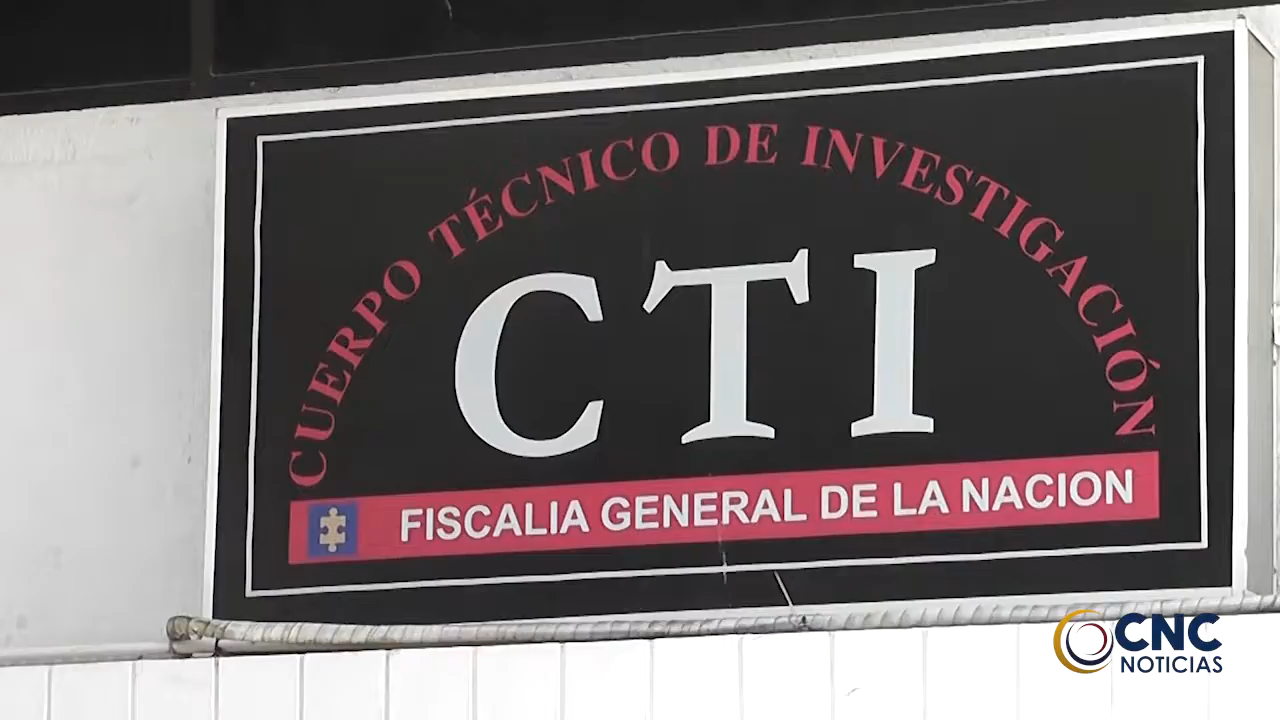 CUERPO TÉCNICO DE INVESTIGACIÓN
CTI
FISCALIA GENERAL DE LA NACION
CNC
NOTICIAS